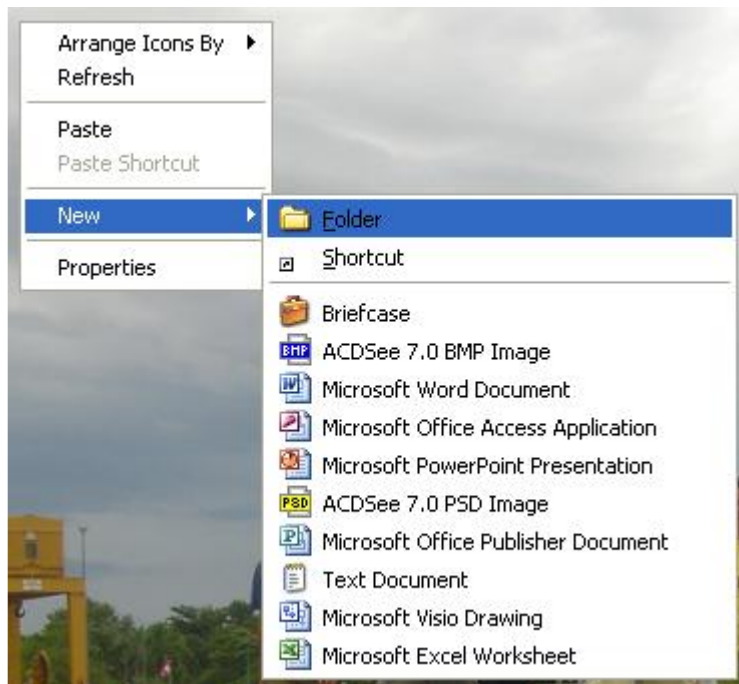 Arrange Icons By
Refresh
Paste
Paste Shortcut
New
Properties
Folder
Shortcut
Briefcase
BMP ACDSee 7.0 BMP Image
Microsoft Word Document
Microsoft Office Access Application
Microsoft PowerPoint Presentation
PSD ACDSee 7.0 PSD Image
Microsoft Office Publisher Document
Text Document
Microsoft Visio Drawing
Microsoft Excel Worksheet